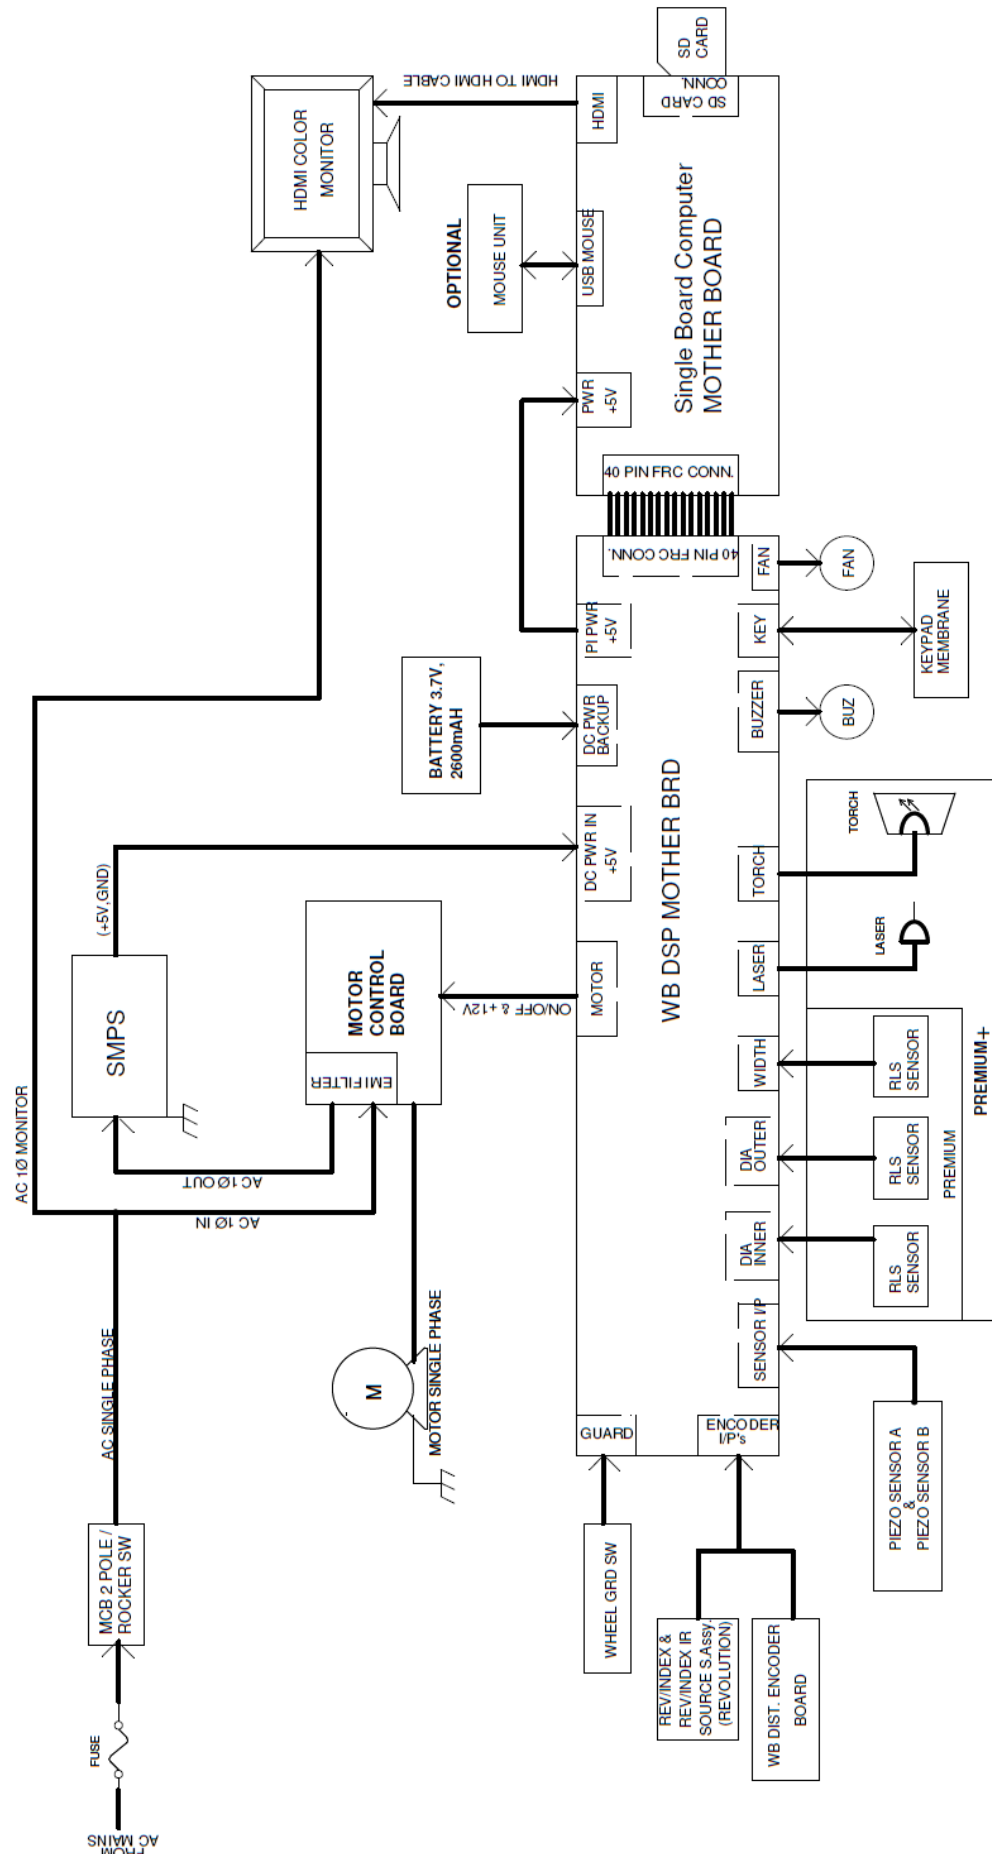 FROM
AC MAINS
FUSE
MCB 2 POLE /
ROCKER SW
AC SINGLE PHASE
AC 1Ø MONITOR
AC 1Ø IN
AC 1Ø OUT
SMPS
(+5V,GND)
EMI FILTER
MOTOR
CONTROL
BOARD
M
MOTOR SINGLE PHASE
ON/OFF & +12V
BATTERY 3.7V,
2600mAH
HDMI COLOR
MONITOR
HDMI TO HDMI CABLE
OPTIONAL
MOUSE UNIT
WHEEL GRD SW
GUARD
MOTOR
DC PWR IN
+5V
DC PWR
BACKUP
PI PWR
+5V
PWR
+5V
USB MOUSE
HDMI
SD CARD
CONN.
SD
CARD
Single Board Computer
MOTHER BOARD
40 PIN FRC CONN.
40 PIN FRC CONN.
WB DSP MOTHER BRD
ENCODER
I/P's
SENSOR I/P
DIA
INNER
DIA
OUTER
WIDTH
LASER
TORCH
BUZZER
KEY
FAN
REV/INDEX &
REV/INDEX IR
SOURCE S.Assy.
(REVOLUTION)
WB DIST. ENCODER
BOARD
PIEZO SENSOR A
&
PIEZO SENSOR B
RLS
SENSOR
RLS
SENSOR
RLS
SENSOR
PREMIUM
PREMIUM+
LASER
TORCH
BUZ
KEYPAD
MEMBRANE
FAN